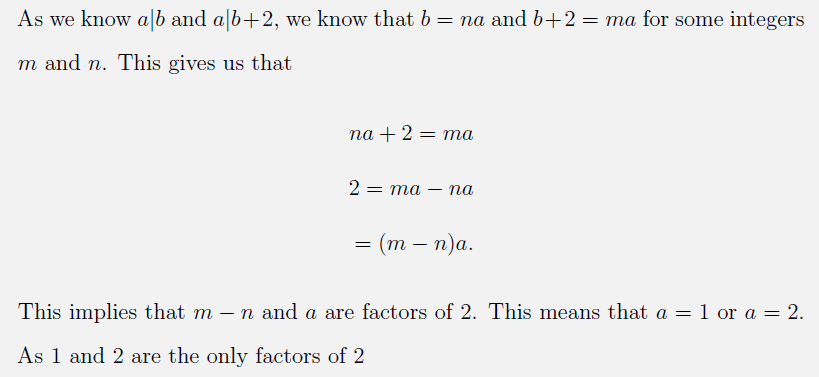 As we know a|b and a|b+2, we know that b = na and b+2 = ma for some integers
m and n. This gives us that
na + 2 = ma
2 = ma − na
= (m − n)a.
This implies that m − n and a are factors of 2. This means that a = 1 or a = 2.
As 1 and 2 are the only factors of 2